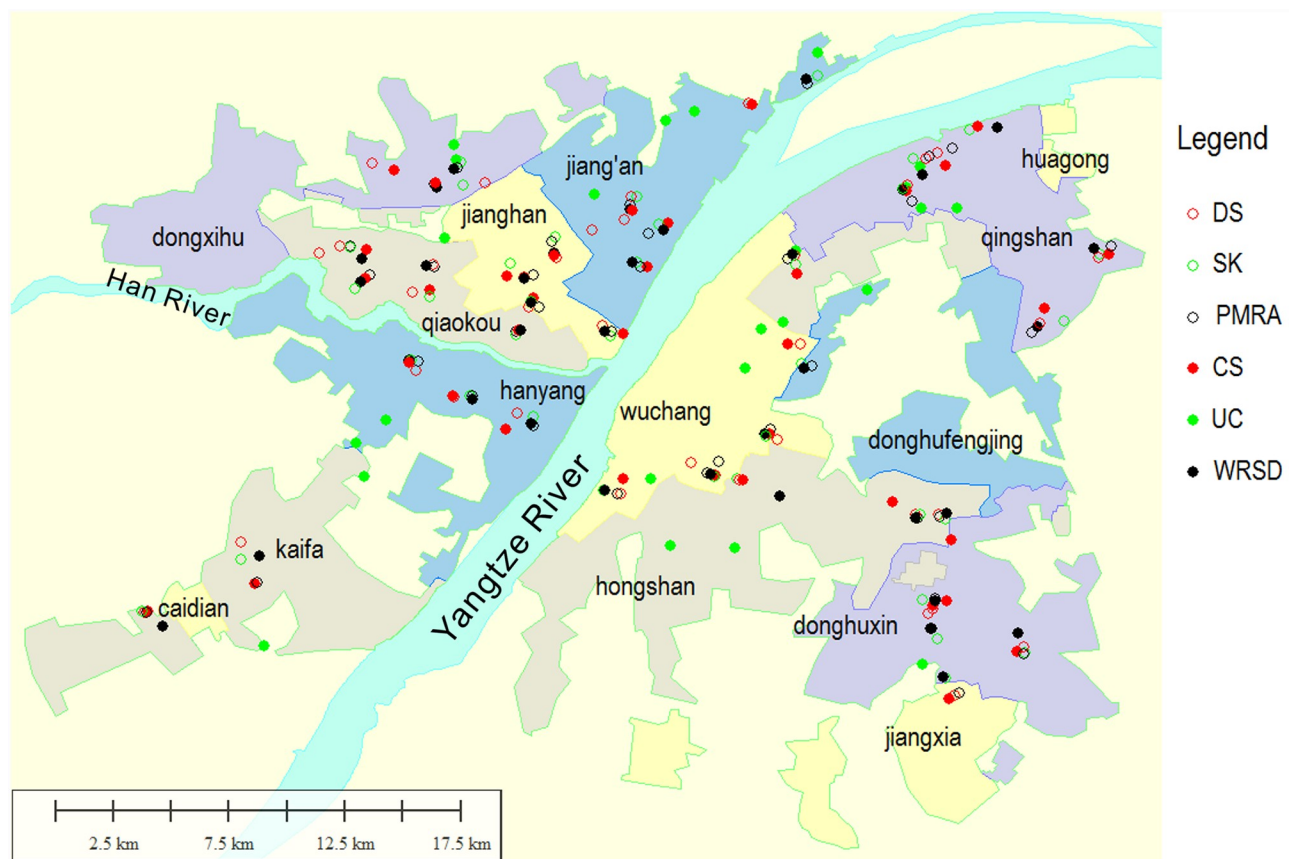 jiang'an
Legend
huagong
DS
jianghan
dongxihu
qingshan
SK
Han River
PMRA
qiaokou
CS
hanyang
wuchang
UC
donghufengjing
WRSD
Yangtze River
kaifa
hongshan
caidian
donghuxin
jiangxia
2.5 km 7.5 km 12.5 km 17.5 km